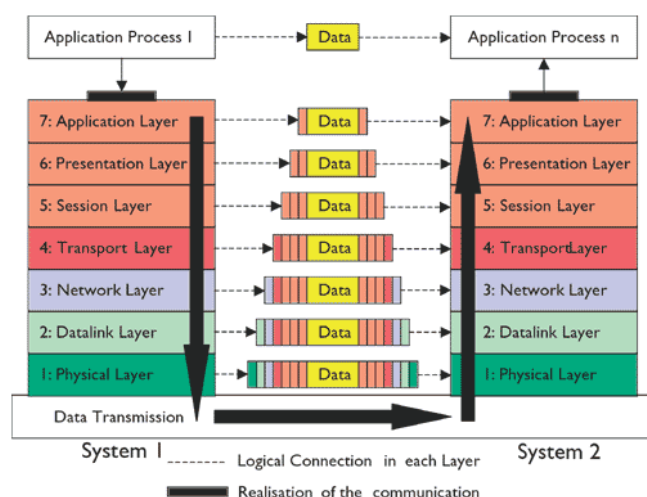 Application Process 1
Data
Application Process n
7: Application Layer
Data
7: Application Layer
6: Presentation Layer
Data
6: Presentation Layer
5: Session Layer
Data
5: Session Layer
4: Transport Layer
Data
4: TransportLayer
3: Network Layer
Data
3: Network Layer
2: Datalink Layer
Data
2: Datalink Layer
1: Physical Layer
Data
1: Physical Layer
Data Transmission
System 1
System 2
Logical Connection in each Layer
Realisation of the communication